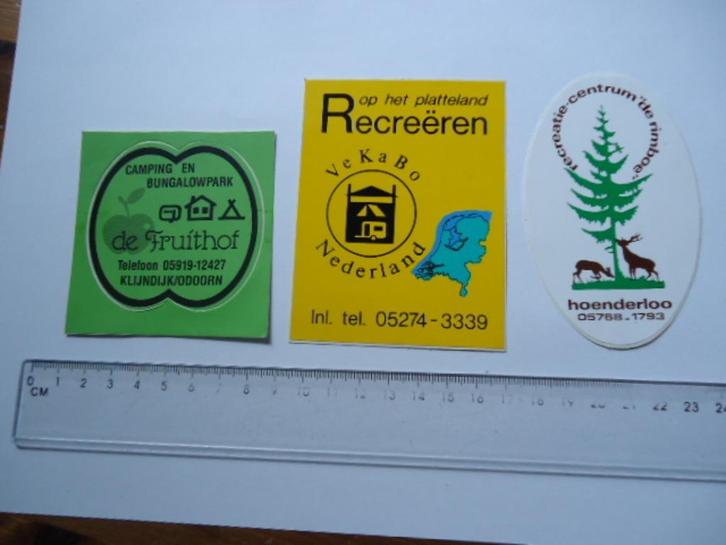 CAMPING EN
BUNGALOWPARK
de Fruithof
Telefoon 05919-12427
KLIJNDIJK/ODOORN
op het platteland
Recreëren
VeKaBo
Nederland
Inl. tel. 05274-3339
recreatie-centrum "de rimboe"
hoenderloo
05768-1793
0 1 2 3 4 5 6 7 8 9 10 11 12 13 14 15 16 17 18 19 20 21 22 23 24
CM